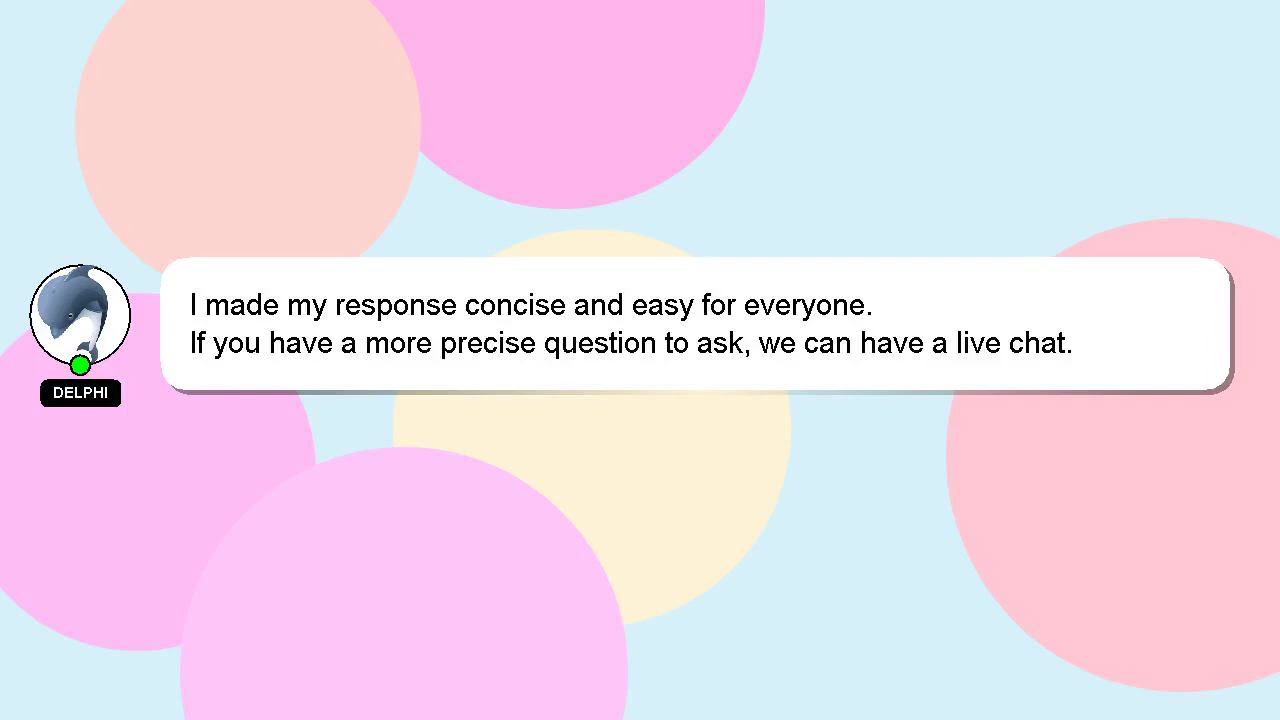 I made my response concise and easy for everyone.
If you have a more precise question to ask, we can have a live chat.
DELPHI